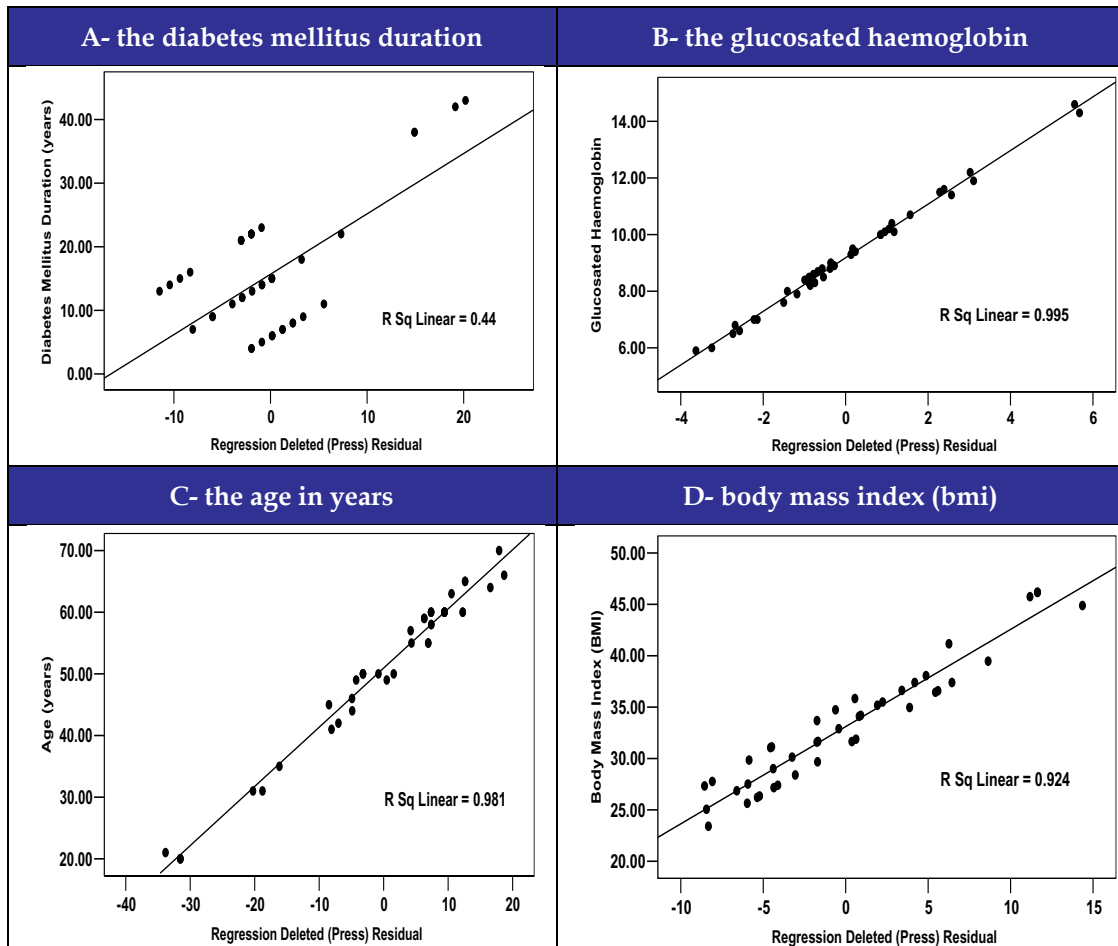 A- the diabetes mellitus duration
B- the glucosated haemoglobin
Diabetes Mellitus Duration (years)
40.00
30.00
20.00
10.00
0.00
R Sq Linear = 0.44
-10
0
10
20
Regression Deleted (Press) Residual
Glucosated Haemoglobin
14.00
12.00
10.00
8.00
6.00
R Sq Linear = 0.995
-4
-2
0
2
4
6
Regression Deleted (Press) Residual
C- the age in years
D- body mass index (bmi)
Age (years)
70.00
60.00
50.00
40.00
30.00
20.00
R Sq Linear = 0.981
-40
-30
-20
-10
0
10
20
Regression Deleted (Press) Residual
Body Mass Index (BMI)
50.00
45.00
40.00
35.00
30.00
25.00
20.00
R Sq Linear = 0.924
-10
-5
0
5
10
15
Regression Deleted (Press) Residual